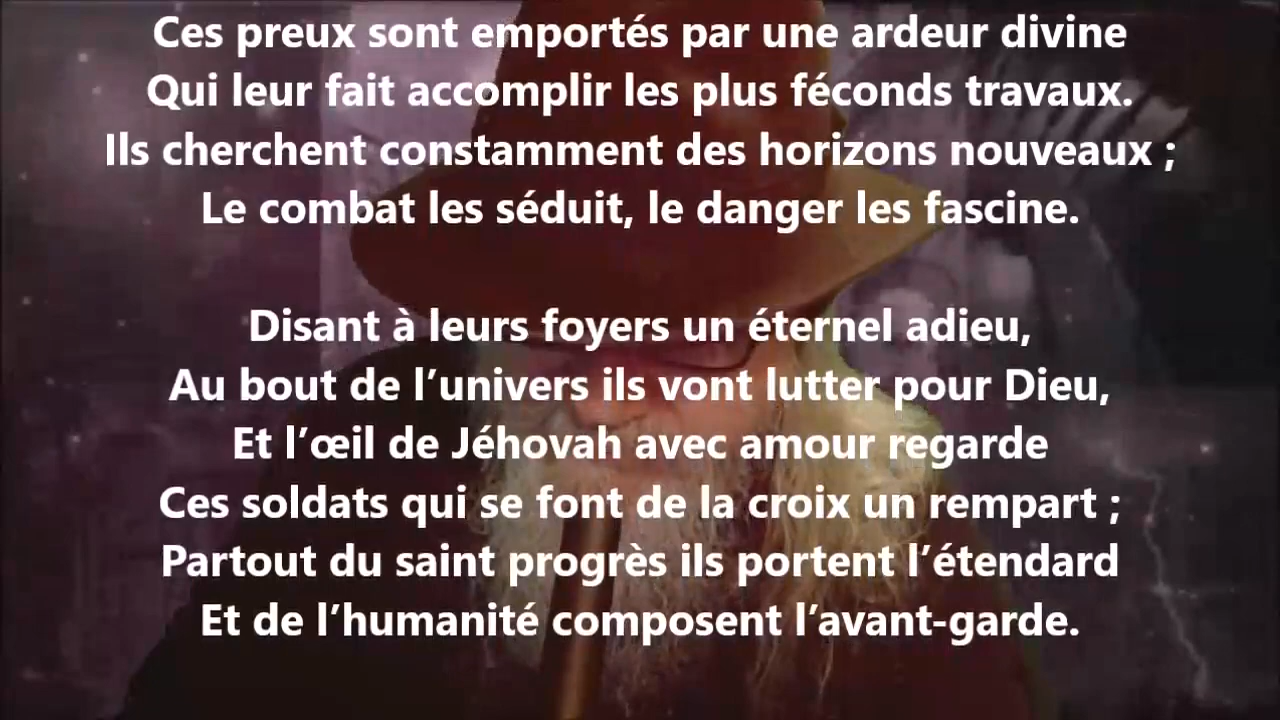 Ces preux sont emportés par une ardeur divine
Qui leur fait accomplir les plus féconds travaux.
Ils cherchent constamment des horizons nouveaux ;
Le combat les séduit, le danger les fascine.
Disant à leurs foyers un éternel adieu,
Au bout de l’univers ils vont lutter pour Dieu,
Et l’œil de Jéhovah avec amour regarde
Ces soldats qui se font de la croix un rempart ;
Partout du saint progrès ils portent l’étendard
Et de l’humanité composent l’avant-garde.